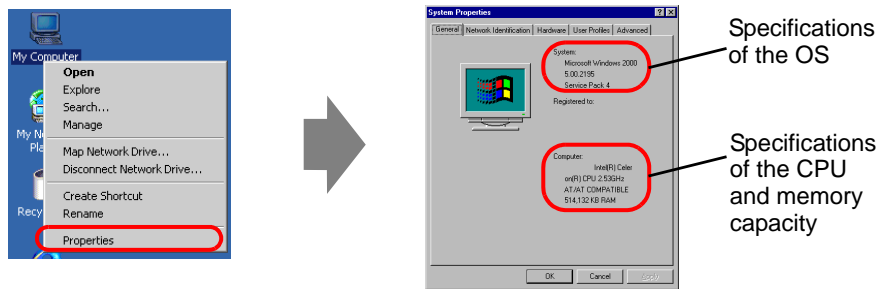 My Computer
Open
Explore
Search...
Manage
Map Network Drive...
Disconnect Network Drive...
Create Shortcut
Rename
Properties
My N
Pla
Recy
System Properties
General Network Identification Hardware User Profiles Advanced
System:
Microsoft Windows 2000
5.00.2195
Service Pack 4
Registered to:
Computer:
Intel(R) Celer
on(R) CPU 2.53GHz
AT/AT COMPATIBLE
514,132 KB RAM
OK Cancel Apply
Specifications
of the OS
Specifications
of the CPU
and memory
capacity